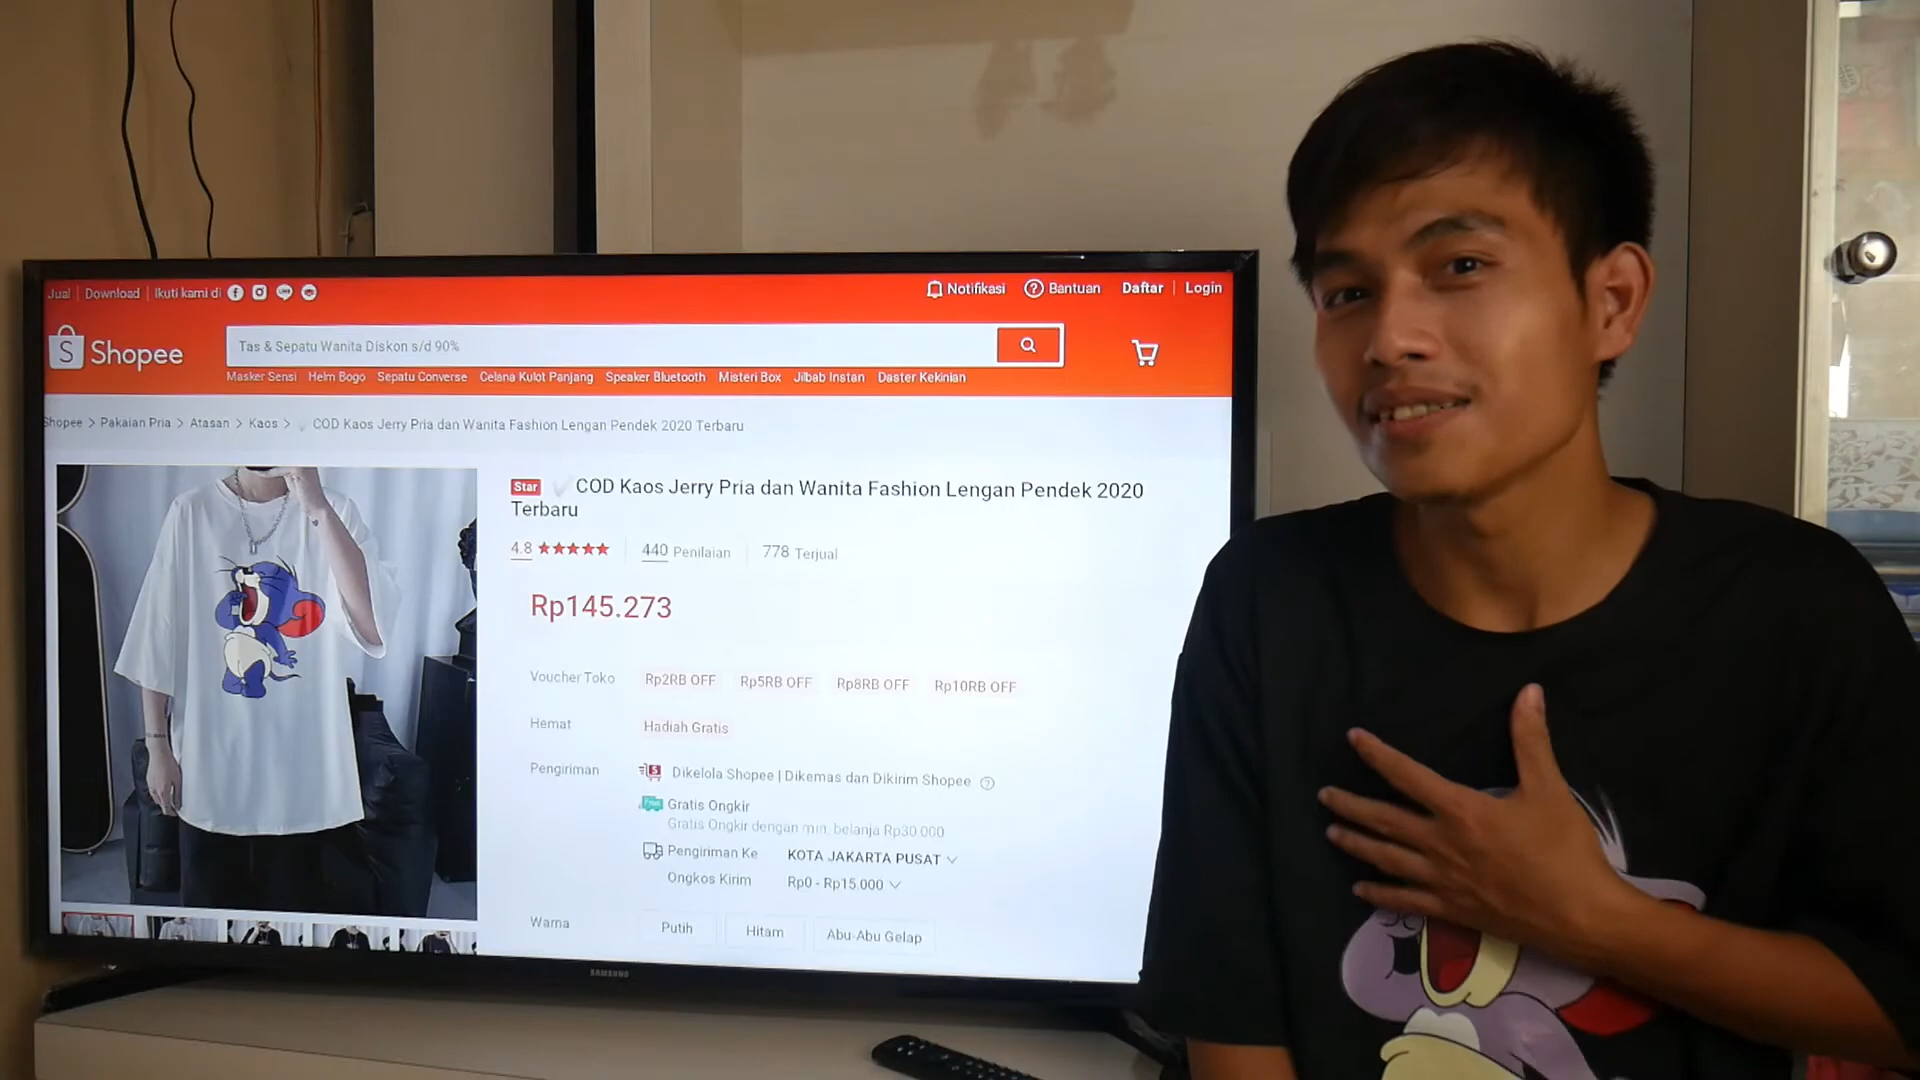 Jual | Download | Ikuti kami di
Notifikasi Bantuan Daftar | Login
Shopee
Tas & Sepatu Wanita Diskon s/d 90%
Masker Sensi Helm Bogo Sepatu Converse Celana Kulot Panjang Speaker Bluetooth Misteri Box Jilbab Instan Daster Kekinian
Shopee > Pakaian Pria > Atasan > Kaos > COD Kaos Jerry Pria dan Wanita Fashion Lengan Pendek 2020 Terbaru
Star COD Kaos Jerry Pria dan Wanita Fashion Lengan Pendek 2020
Terbaru
4.8 440 Penilaian 778 Terjual
Rp145.273
Voucher Toko Rp2RB OFF Rp5RB OFF Rp8RB OFF Rp10RB OFF
Hemat Hadiah Gratis
Pengiriman Dikelola Shopee | Dikemas dan Dikirim Shopee
Gratis Ongkir
Gratis Ongkir dengan min. belanja Rp30.000
Pengiriman Ke KOTA JAKARTA PUSAT
Ongkos Kirim Rp0 - Rp15.000
Warna Putih Hitam Abu-Abu Gelap
SAMSUNG